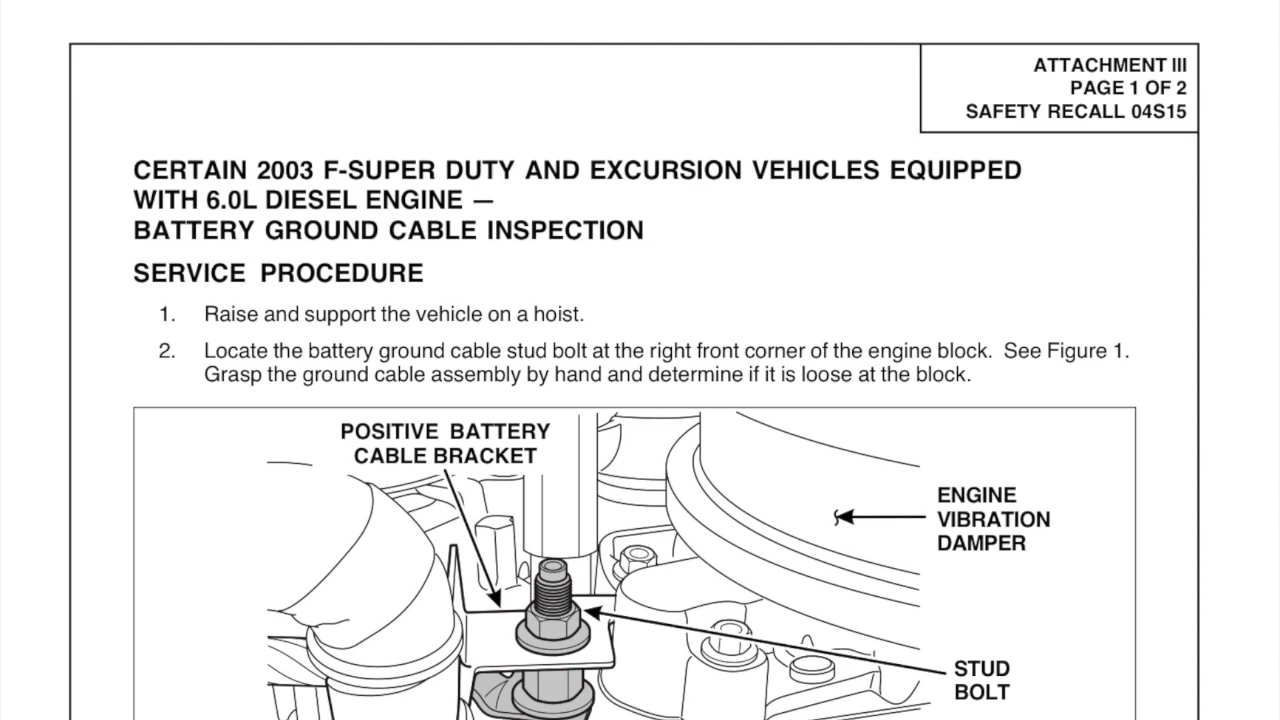 ATTACHMENT III
PAGE 1 OF 2
SAFETY RECALL 04S15
CERTAIN 2003 F-SUPER DUTY AND EXCURSION VEHICLES EQUIPPED
WITH 6.0L DIESEL ENGINE —
BATTERY GROUND CABLE INSPECTION
SERVICE PROCEDURE
1. Raise and support the vehicle on a hoist.
2. Locate the battery ground cable stud bolt at the right front corner of the engine block. See Figure 1.
Grasp the ground cable assembly by hand and determine if it is loose at the block.
POSITIVE BATTERY
CABLE BRACKET
ENGINE
VIBRATION
DAMPER
STUD
BOLT